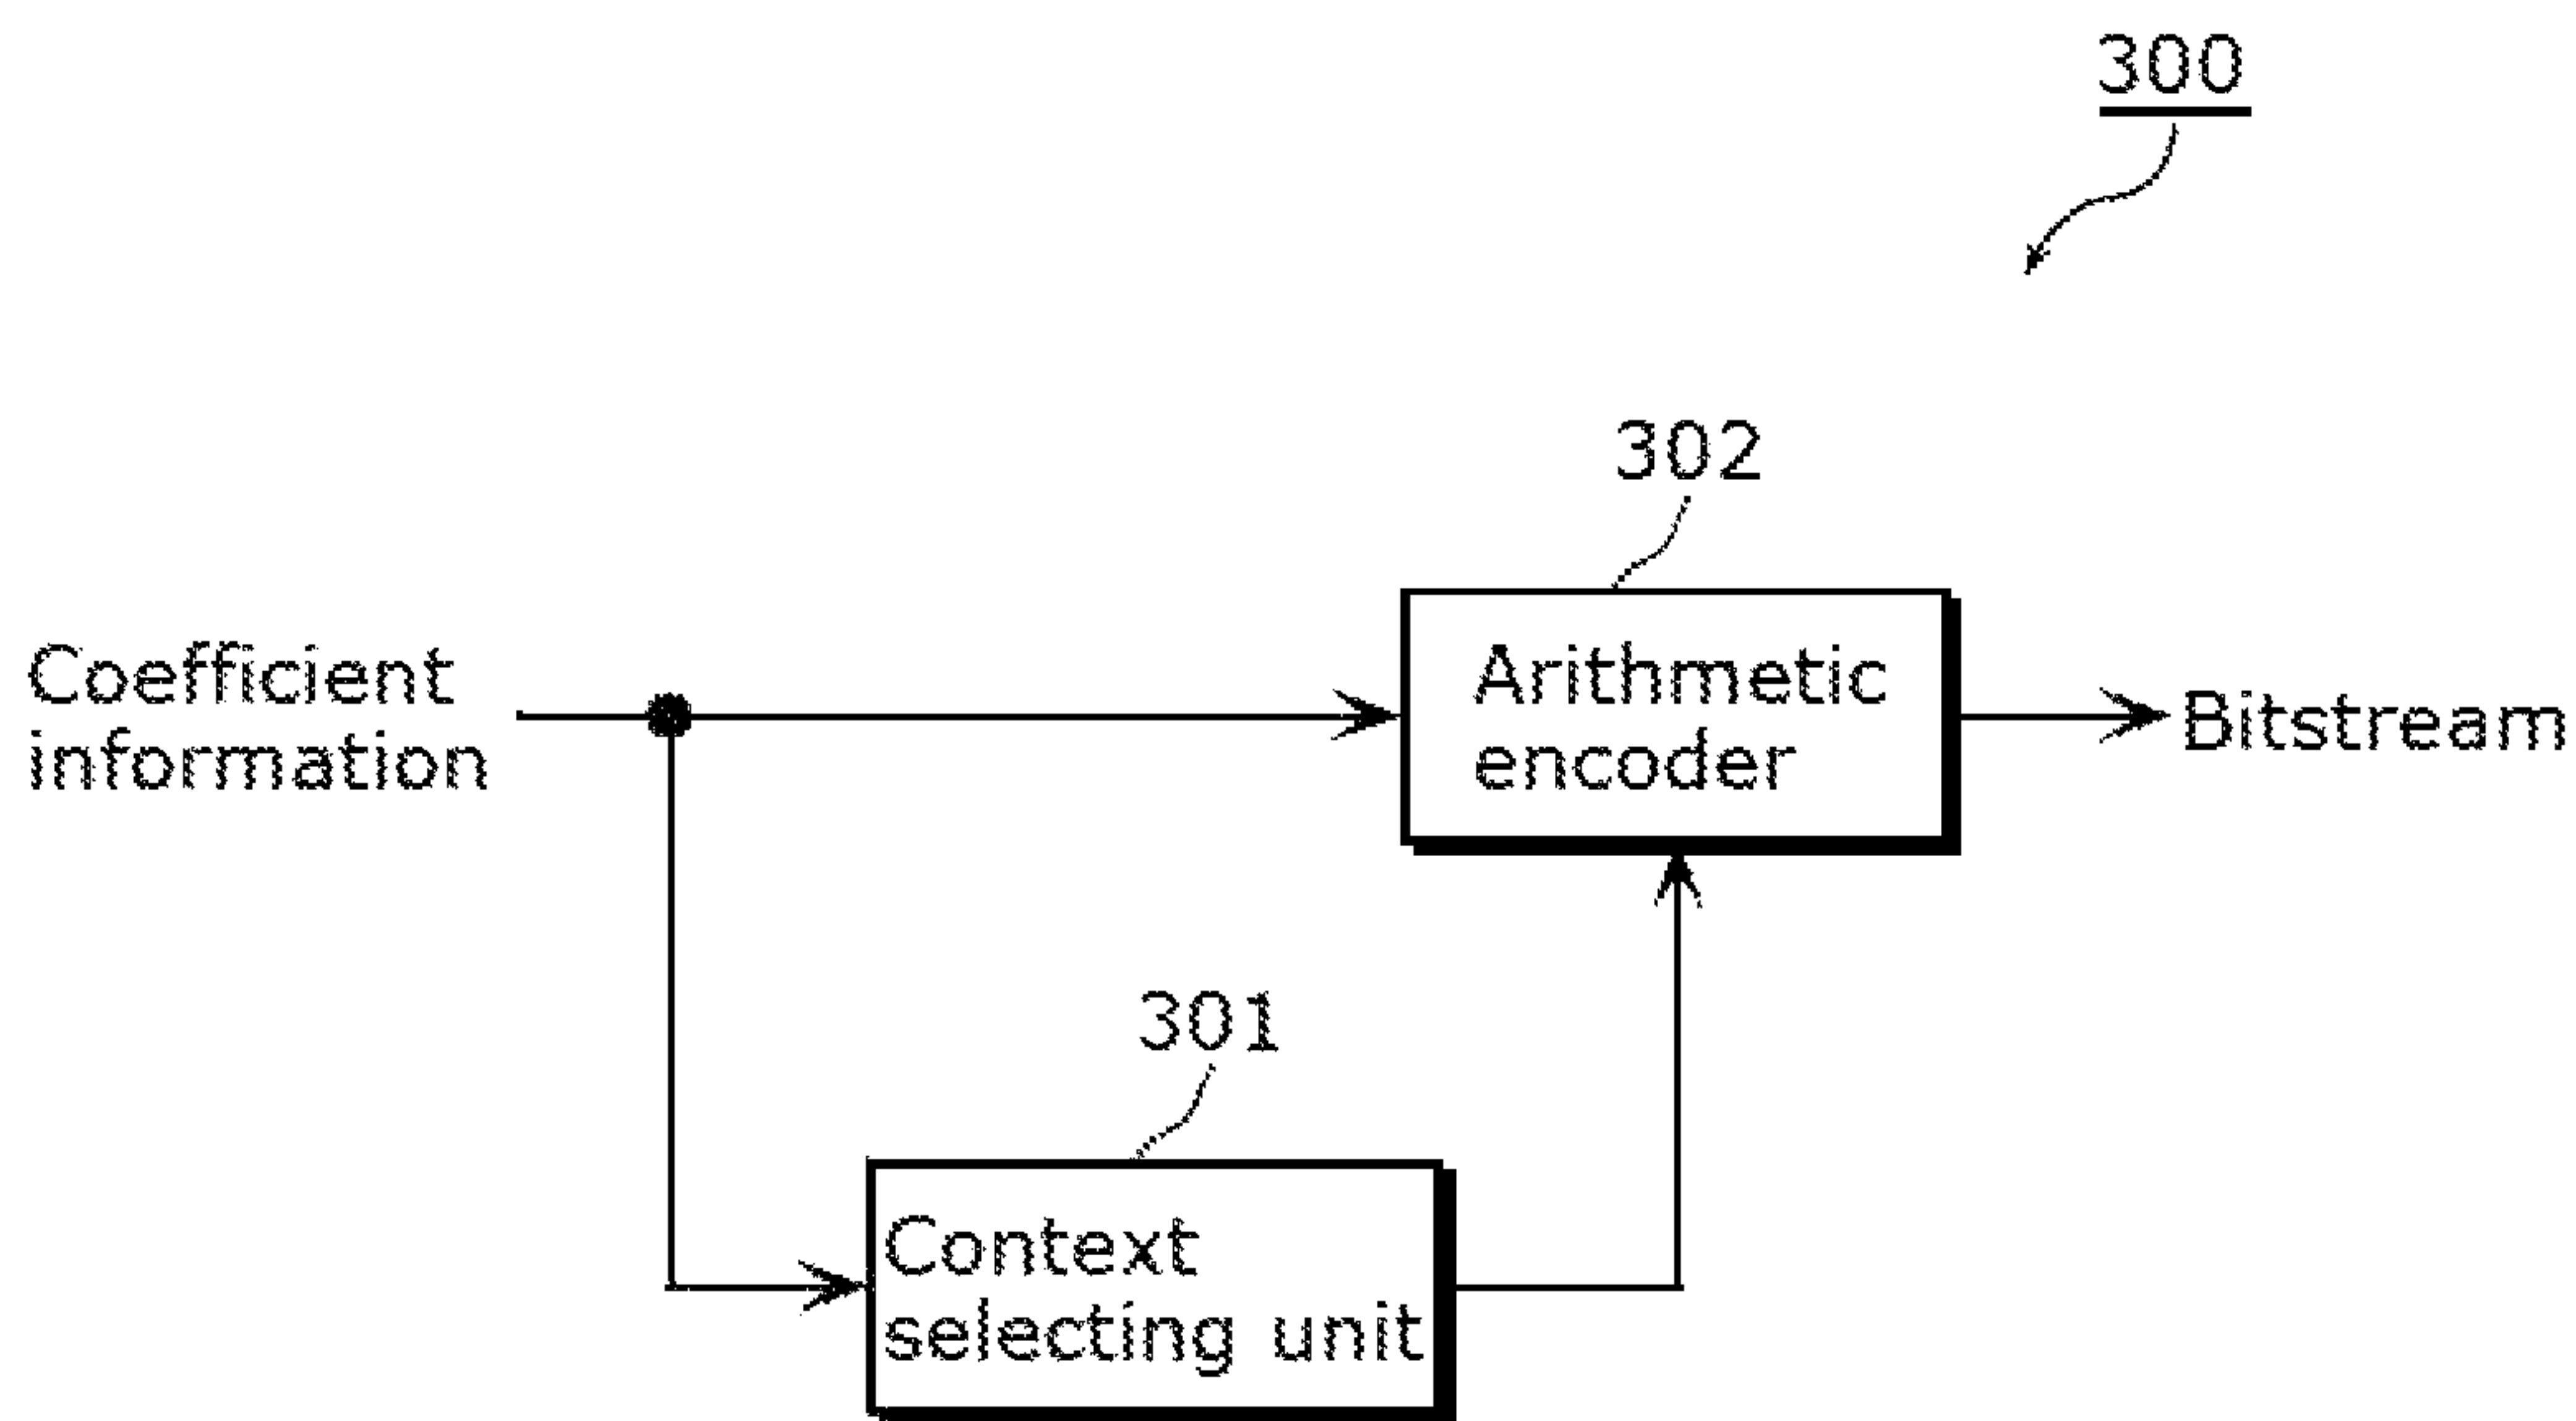 300
302
Coefficient
information
Arithmetic
encoder
Bitstream
301
Context
selecting unit